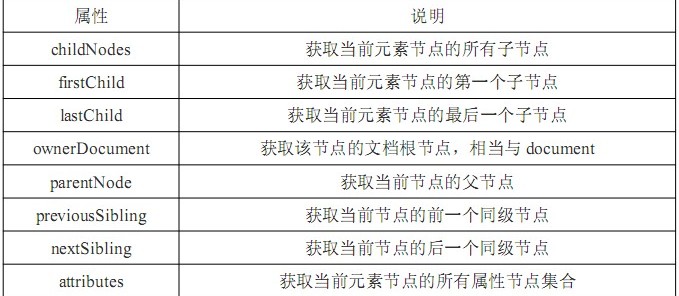 属性 说明
childNodes 获取当前元素节点的所有子节点
firstChild 获取当前元素节点的第一个子节点
lastChild 获取当前元素节点的最后一个子节点
ownerDocument 获取该节点的文档根节点，相当与 document
parentNode 获取当前节点的父节点
previousSibling 获取当前节点的前一个同级节点
nextSibling 获取当前节点的后一个同级节点
attributes 获取当前元素节点的所有属性节点集合